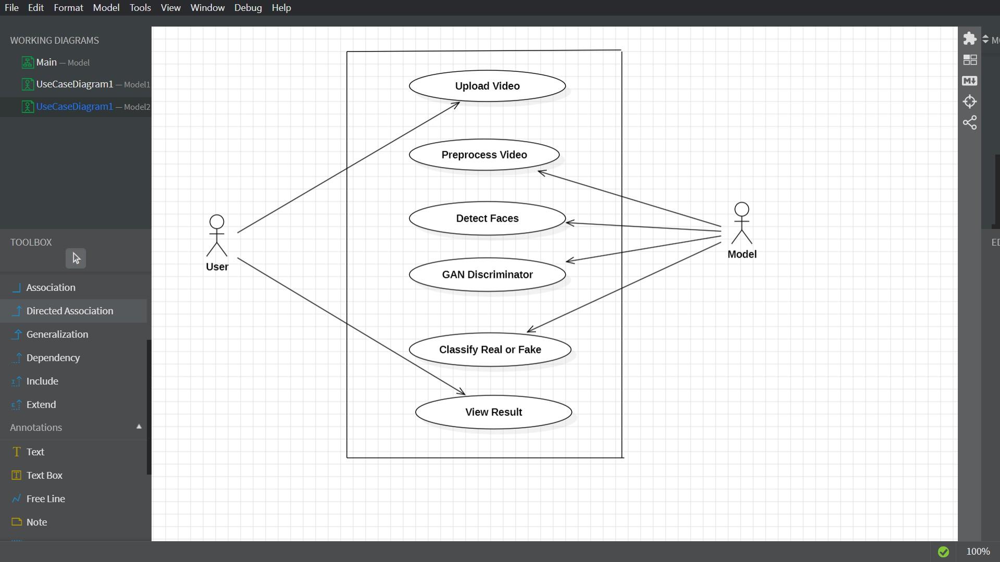 File Edit Format Model Tools View Window Debug Help
WORKING DIAGRAMS
Main — Model
UseCaseDiagram1 — Model1
UseCaseDiagram1 — Model2
TOOLBOX
Association
Directed Association
Generalization
Dependency
Include
Extend
Annotations
Text
Text Box
Free Line
Note
Upload Video
Preprocess Video
Detect Faces
GAN Discriminator
Classify Real or Fake
View Result
User
Model
100%